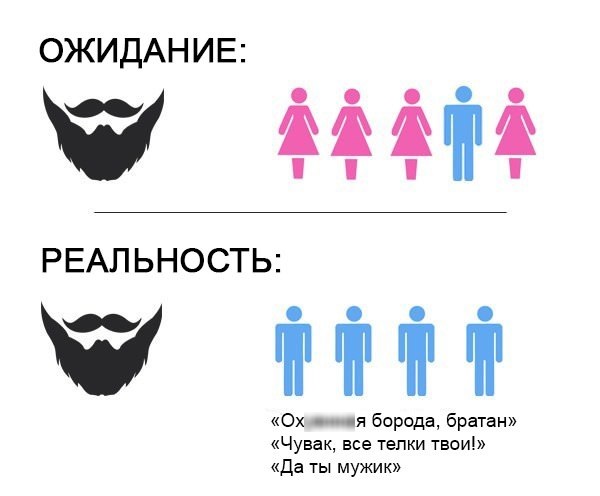 ОЖИДАНИЕ:
РЕАЛЬНОСТЬ:
борода, братан»
«Чувак, все телки твои!»
«Да ты мужик»